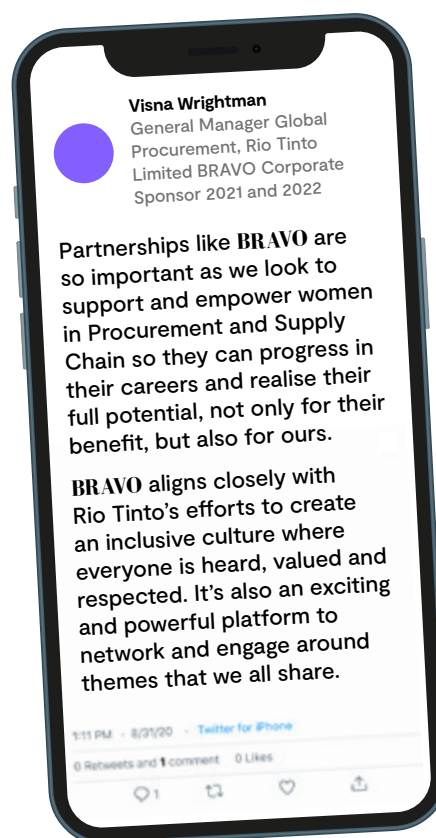 Visna Wrightman
General Manager Global
Procurement, Rio Tinto
Limited BRAVO Corporate
Sponsor 2021 and 2022
Partnerships like BRAVO are
so important as we look to
support and empower women
in Procurement and Supply
Chain so they can progress in
their careers and realise their
full potential, not only for their
benefit, but also for ours.
BRAVO aligns closely with
Rio Tinto's efforts to create
an inclusive culture where
everyone is heard, valued and
respected. It's also an exciting
and powerful platform to
network and engage around
themes that we all share.
1:11 PM · 8/31/20 · Twitter for iPhone
0 Retweets and 1 comment 0 Likes
1